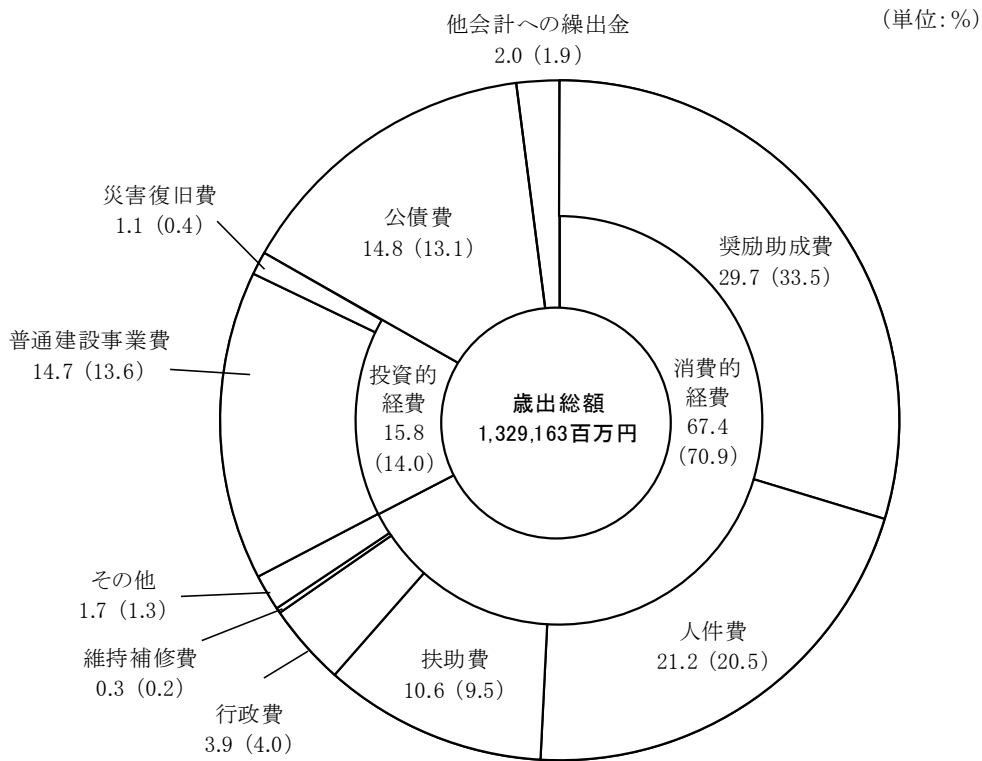 (単位:%)
他会計への繰出金
2.0 (1.9)
奨励助成費
29.7 (33.5)
消費的
経費
67.4
(70.9)
人件費
21.2 (20.5)
扶助費
10.6 (9.5)
行政費
3.9 (4.0)
維持補修費
0.3 (0.2)
その他
1.7 (1.3)
投資的
経費
15.8
(14.0)
普通建設事業費
14.7 (13.6)
災害復旧費
1.1 (0.4)
公債費
14.8 (13.1)
歳出総額
1,329,163百万円